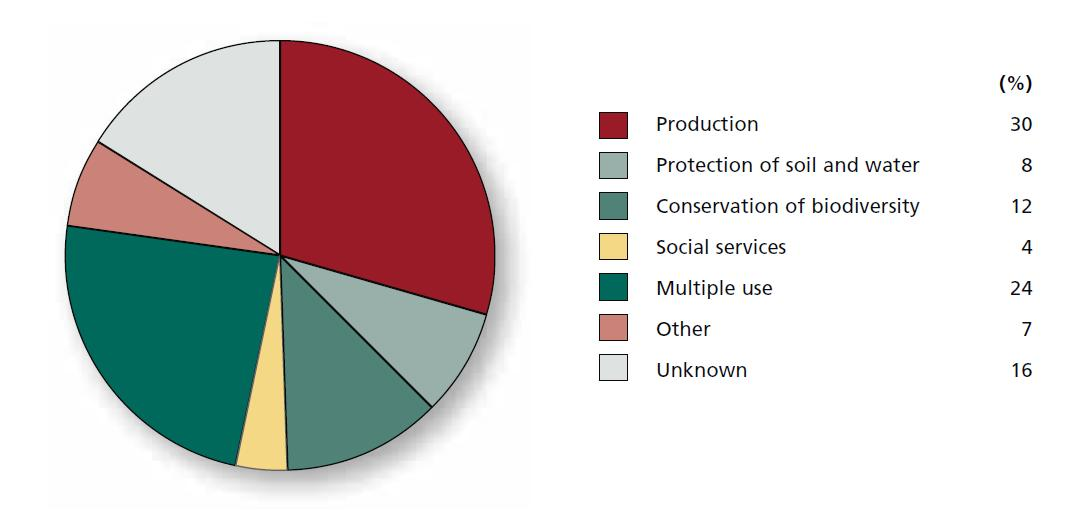 (%)
Production 30
Protection of soil and water 8
Conservation of biodiversity 12
Social services 4
Multiple use 24
Other 7
Unknown 16